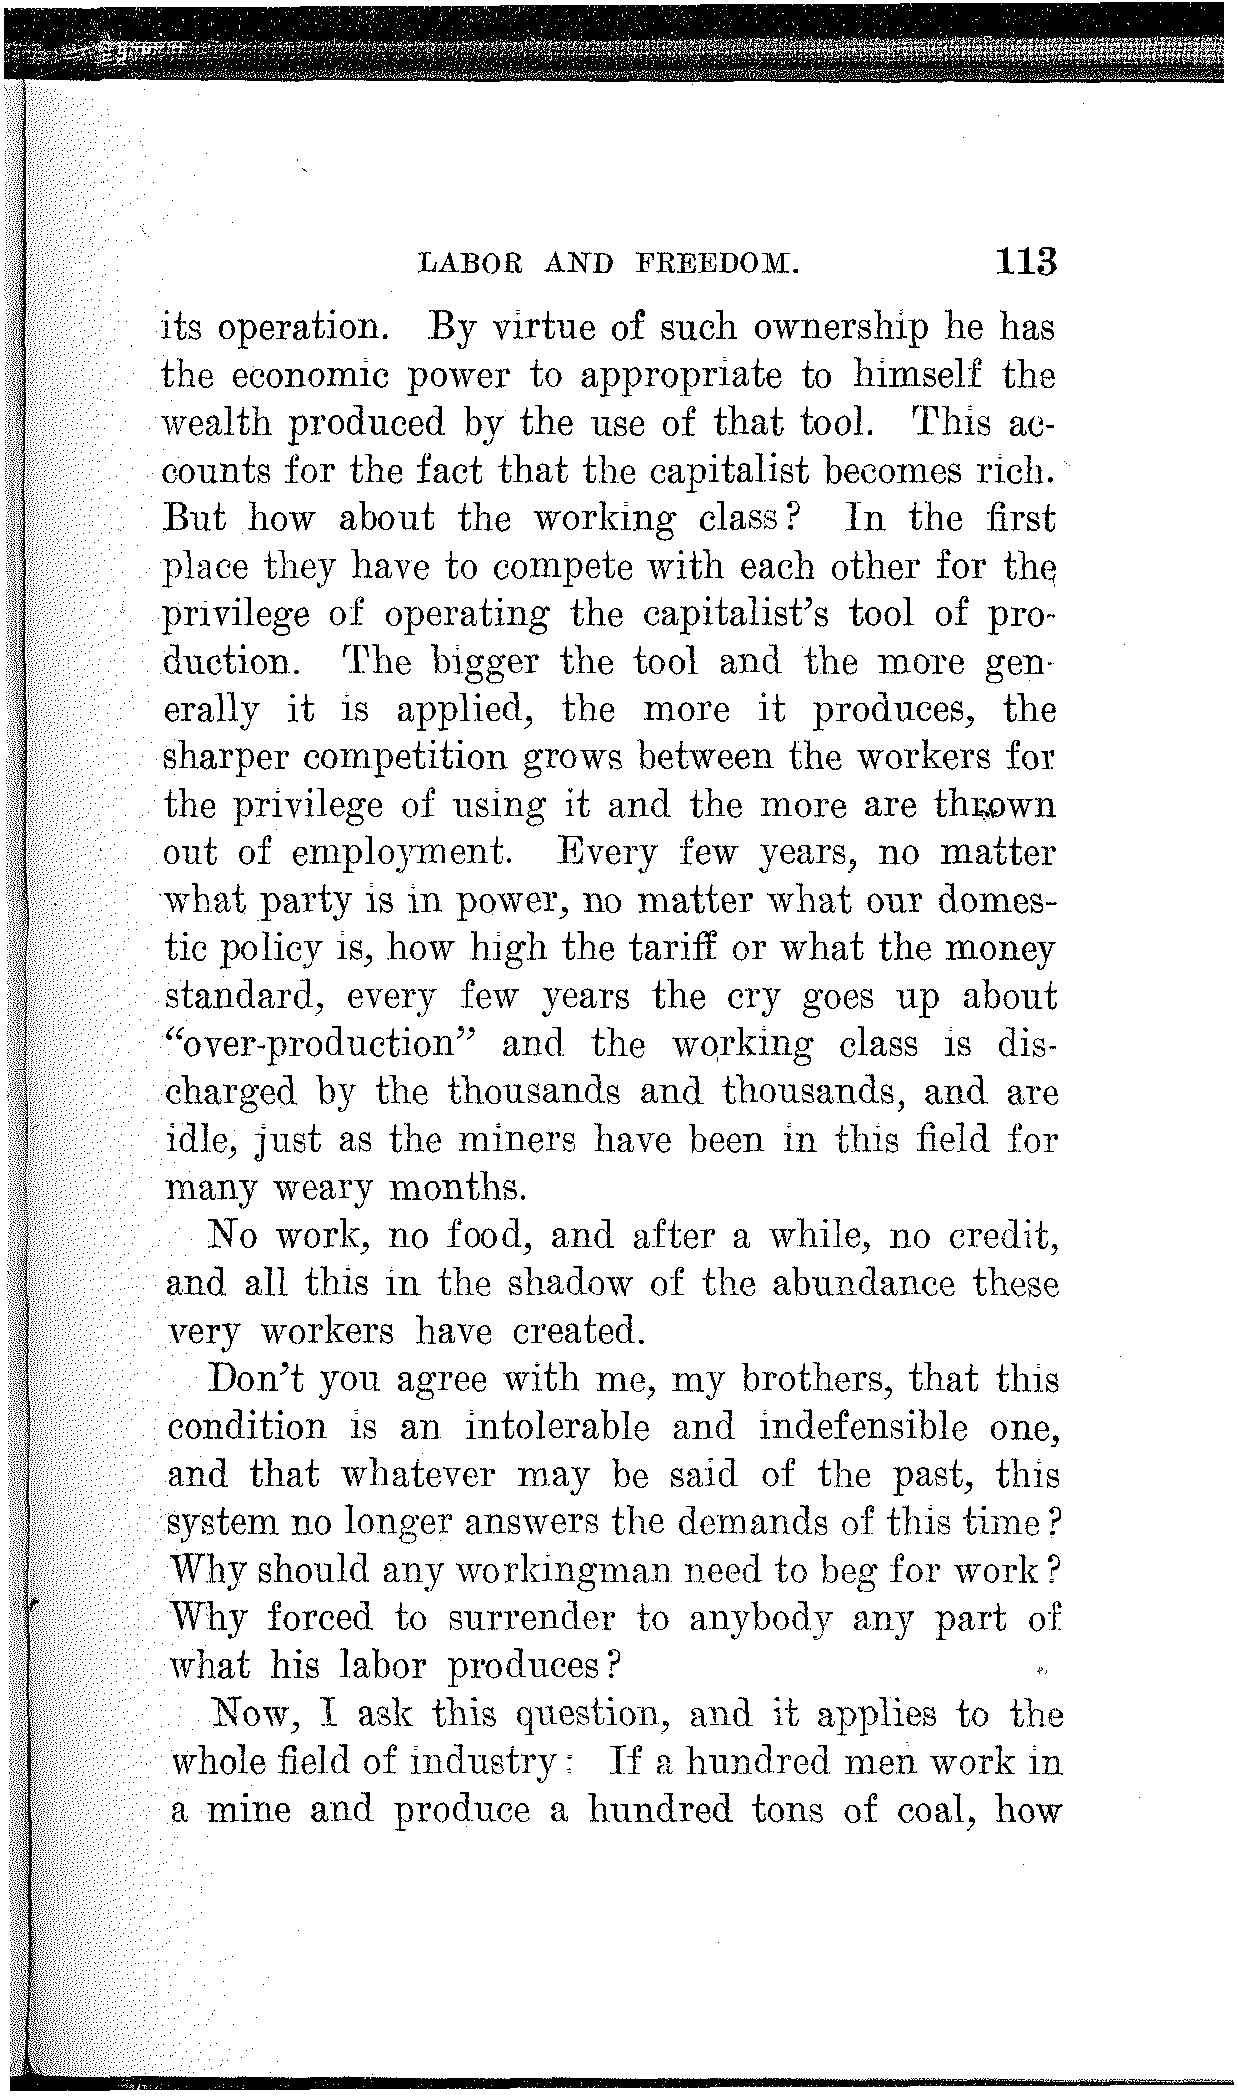 LABOR AND FREEDOM. 113
its operation. By virtue of such ownership he has
the economic power to appropriate to himself the
wealth produced by the use of that tool. This ac-
counts for the fact that the capitalist becomes rich.
But how about the working class? In the first
place they have to compete with each other for the
privilege of operating the capitalist's tool of pro-
duction. The bigger the tool and the more gen-
erally it is applied, the more it produces, the
sharper competition grows between the workers for
the privilege of using it and the more are thrown
out of employment. Every few years, no matter
what party is in power, no matter what our domes-
tic policy is, how high the tariff or what the money
standard, every few years the cry goes up about
“over-production” and the working class is dis-
charged by the thousands and thousands, and are
idle, just as the miners have been in this field for
many weary months.
No work, no food, and after a while, no credit,
and all this in the shadow of the abundance these
very workers have created.
Don't you agree with me, my brothers, that this
condition is an intolerable and indefensible one,
and that whatever may be said of the past, this
system no longer answers the demands of this time?
Why should any workingman need to beg for work?
Why forced to surrender to anybody any part of
what his labor produces?
Now, I ask this question, and it applies to the
whole field of industry: If a hundred men work in
a mine and produce a hundred tons of coal, how